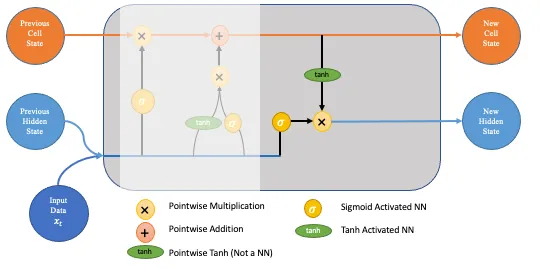 Previous
Cell
State
New
Cell
State
×
+
×
tanh
σ
tanh
σ
σ
×
Previous
Hidden
State
New
Hidden
State
Input
Data
xₜ
× Pointwise Multiplication
σ Sigmoid Activated NN
+ Pointwise Addition
tanh Tanh Activated NN
tanh Pointwise Tanh (Not a NN)